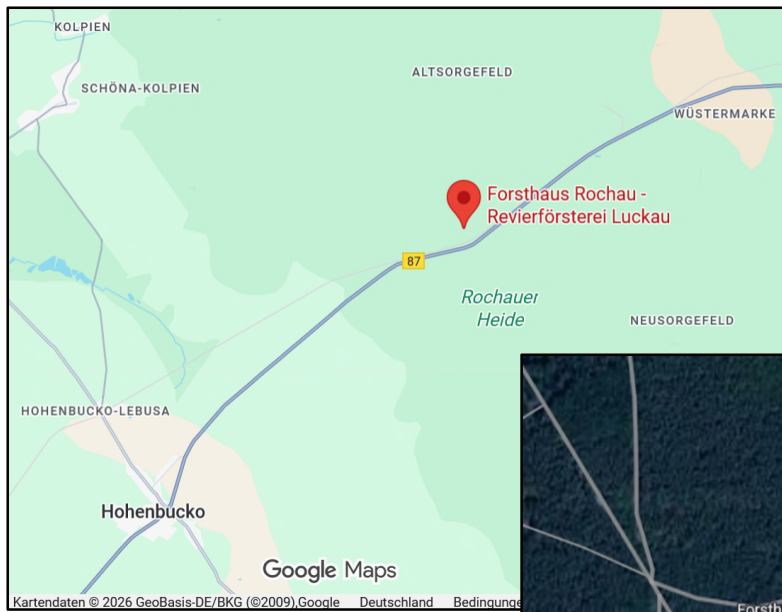 KOLPIEN
ALTSORGEFELD
SCHÖNA-KOLPIEN
WÜSTERMARKE
Forsthaus Rochau -
Revierförsterei Luckau
87
Rochauer
Heide
NEUSORGEFELD
HOHENBUCKO-LEBUSA
Hohenbucko
Google Maps
Kartendaten © 2026 GeoBasis-DE/BKG (©2009),Google Deutschland